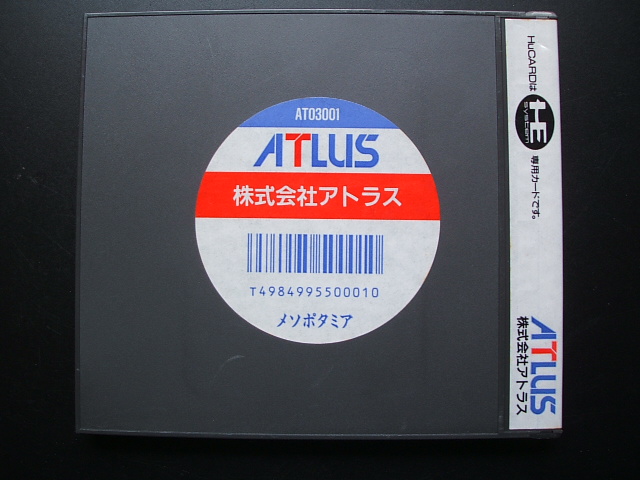 AT03001
ATLUS
株式会社アトラス
T4984995500010
メソポタミア
HuCARDは
HE
system
専用カードです。
ATLUS
株式会社アトラス